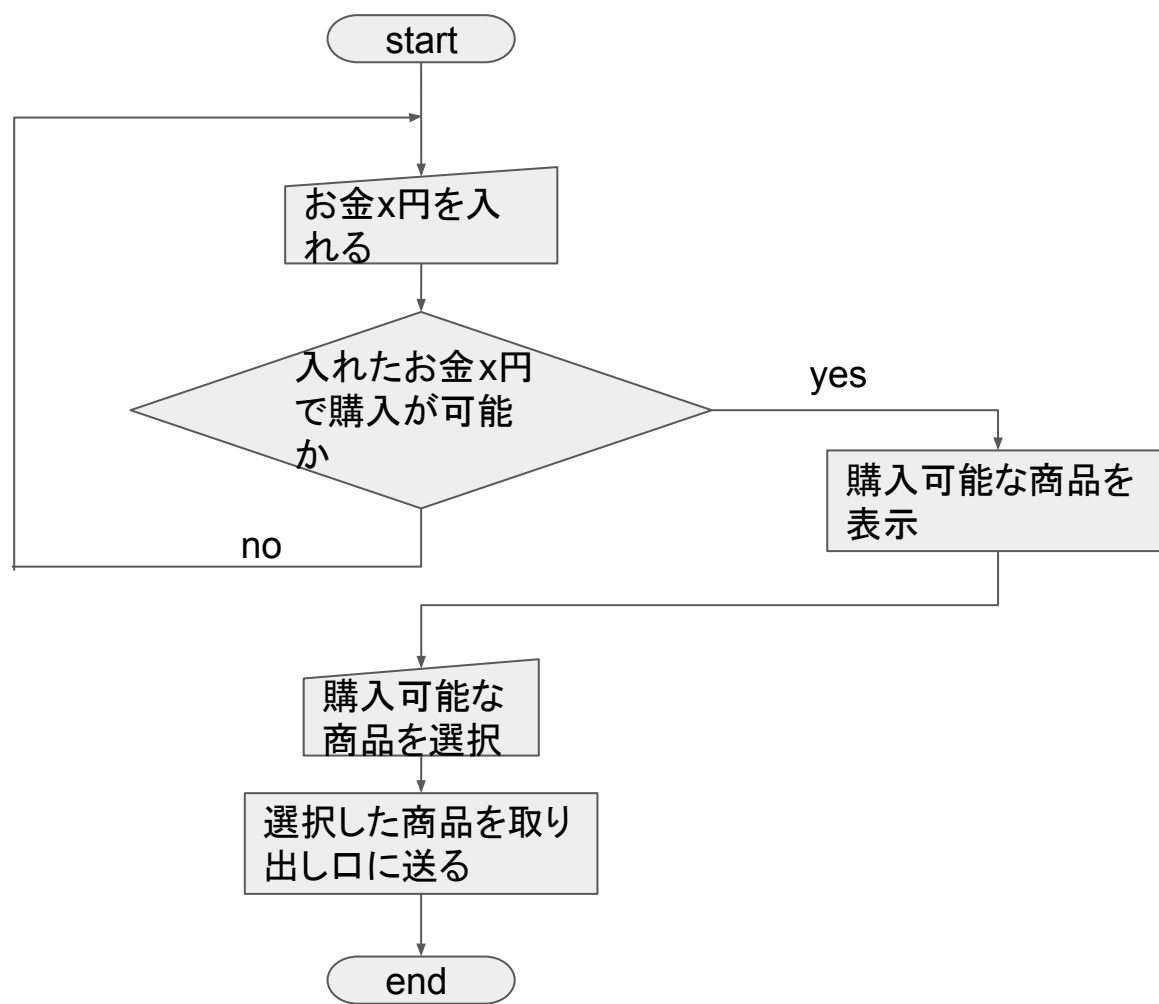 start
お金x円を入
れる
入れたお金x円
で購入が可能
か
yes
no
購入可能な商品を
表示
購入可能な
商品を選択
選択した商品を取り
出し口に送る
end